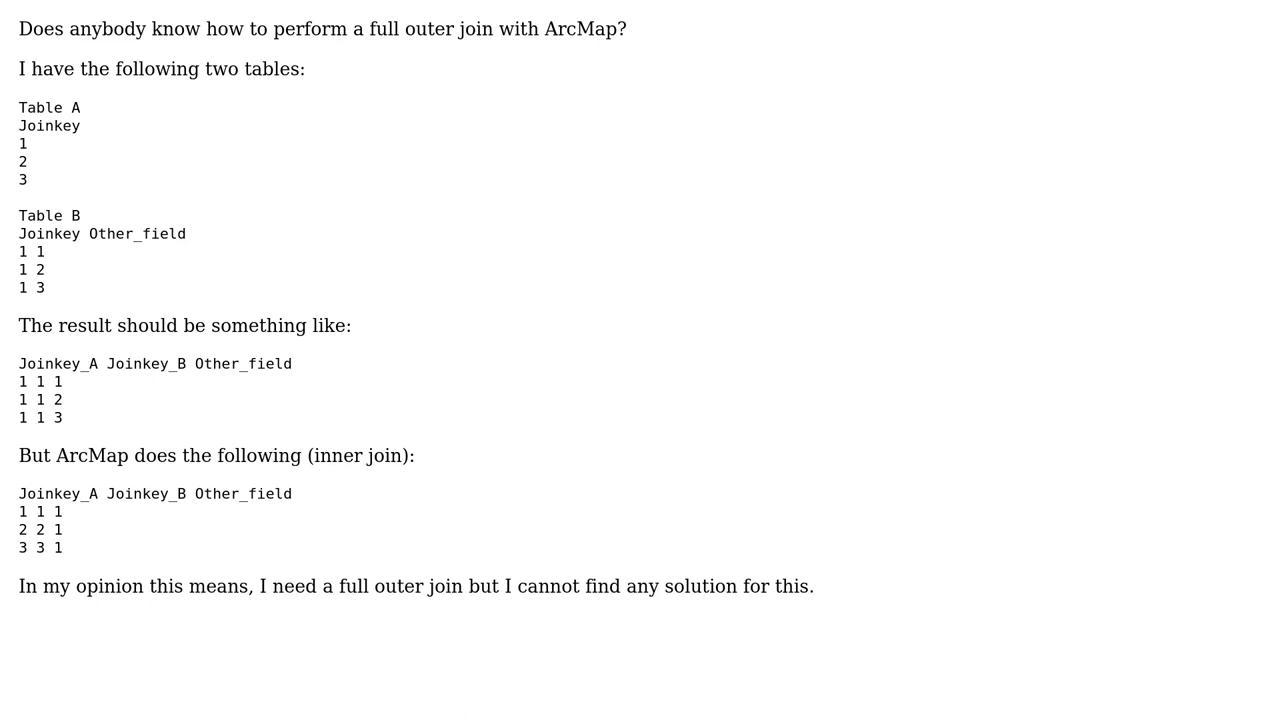 Does anybody know how to perform a full outer join with ArcMap?
I have the following two tables:
Table A
Joinkey
1
2
3
Table B
Joinkey Other_field
1 1
1 2
1 3
The result should be something like:
Joinkey_A Joinkey_B Other_field
1 1 1
1 1 2
1 1 3
But ArcMap does the following (inner join):
Joinkey_A Joinkey_B Other_field
1 1 1
2 2 1
3 3 1
In my opinion this means, I need a full outer join but I cannot find any solution for this.